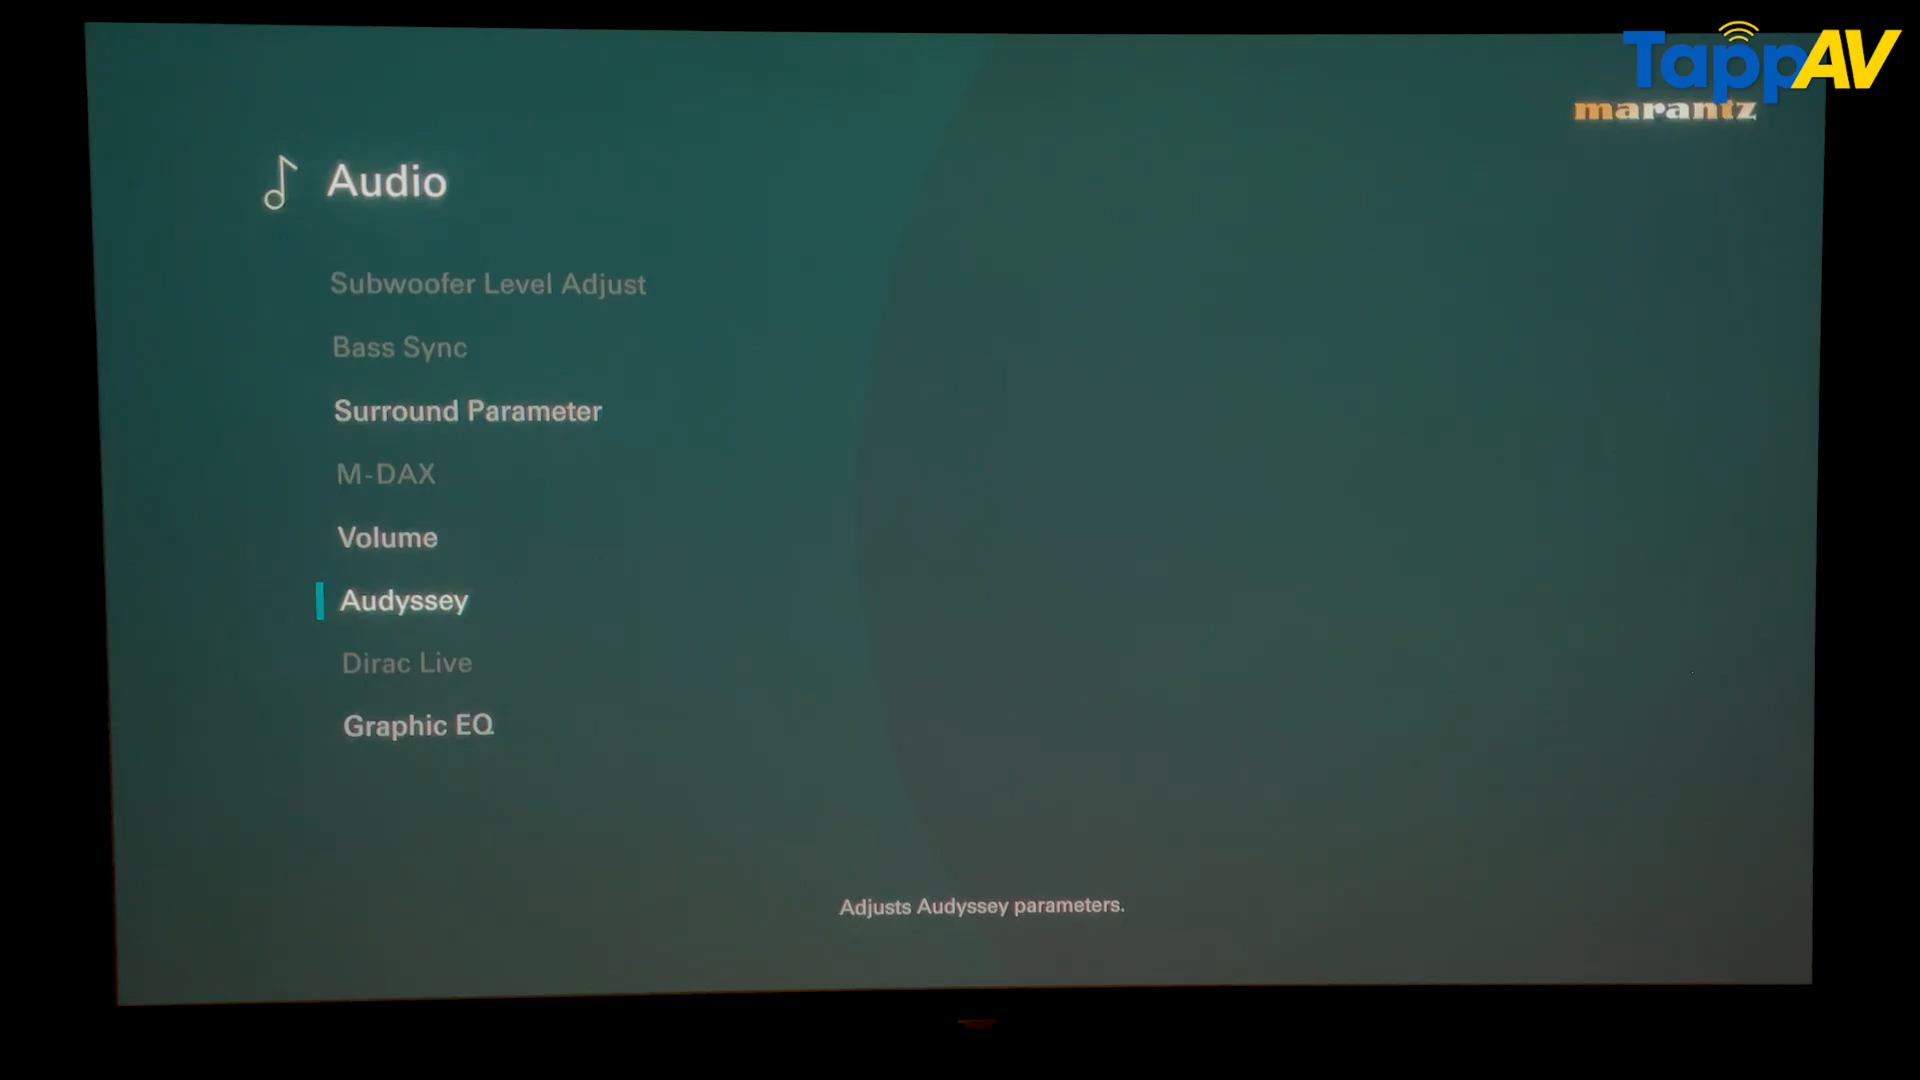 TappAV
marantz
Audio
Subwoofer Level Adjust
Bass Sync
Surround Parameter
M-DAX
Volume
Audyssey
Dirac Live
Graphic EQ
Adjusts Audyssey parameters.